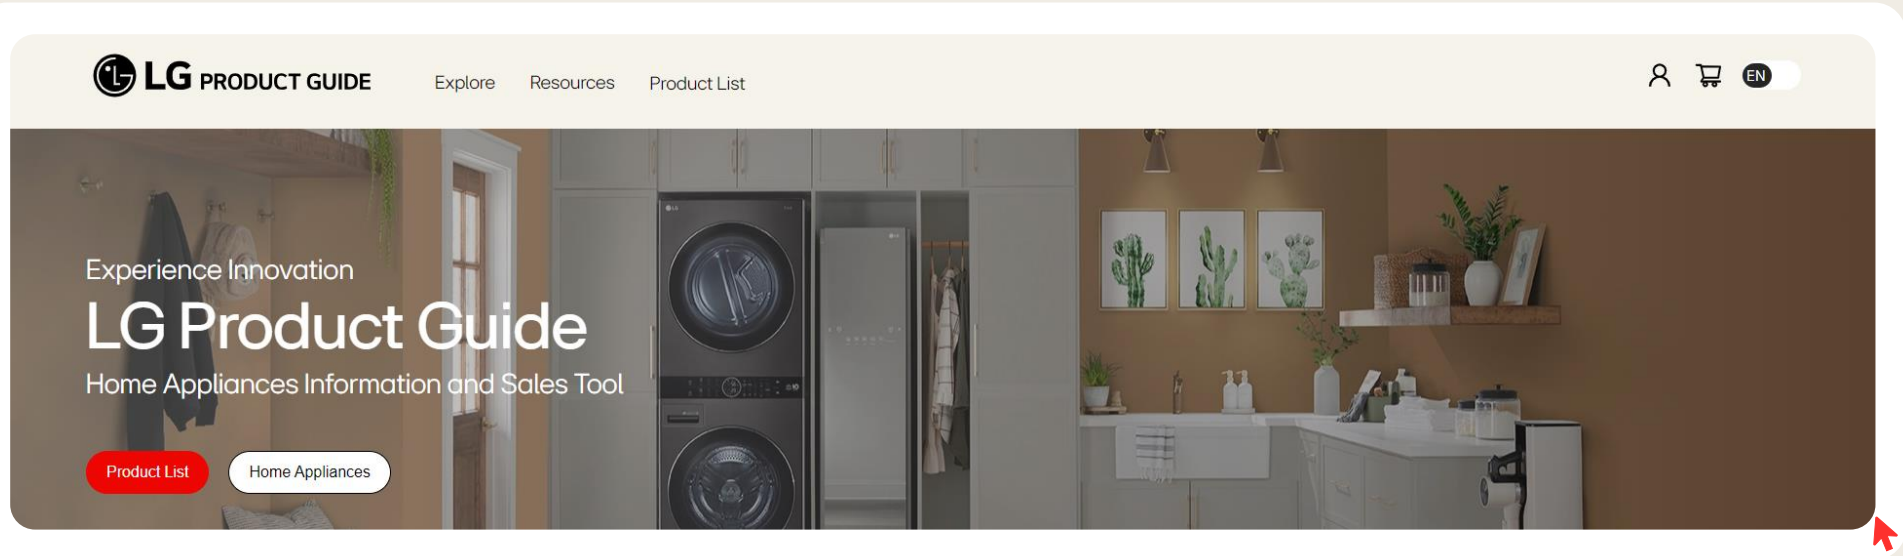 LG PRODUCT GUIDE
Explore
Resources
Product List
EN
Experience Innovation
LG Product Guide
Home Appliances Information and Sales Tool
Product List
Home Appliances